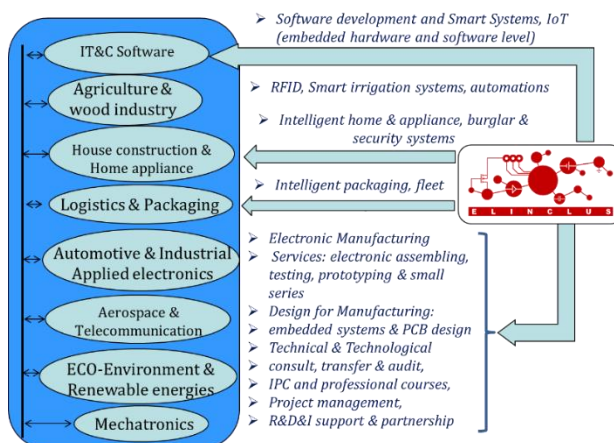 ➢ Software development and Smart Systems, IoT
(embedded hardware and software level)
IT&C Software
Agriculture &
wood industry
➢ RFID, Smart irrigation systems, automations
➢ Intelligent home & appliance, burglar &
security systems
House construction &
Home appliance
➢ Intelligent packaging, fleet
Logistics & Packaging
E L I N C L U S
Automotive & Industrial
Applied electronics
Aerospace &
Telecommunication
ECO-Environment &
Renewable energies
Mechatronics
➢ Electronic Manufacturing
➢ Services: electronic assembling,
testing, prototyping & small
series
➢ Design for Manufacturing:
➢ embedded systems & PCB design
➢ Technical & Technological
➢ consult, transfer & audit,
➢ IPC and professional courses,
➢ Project management,
➢ R&D&I support & partnership